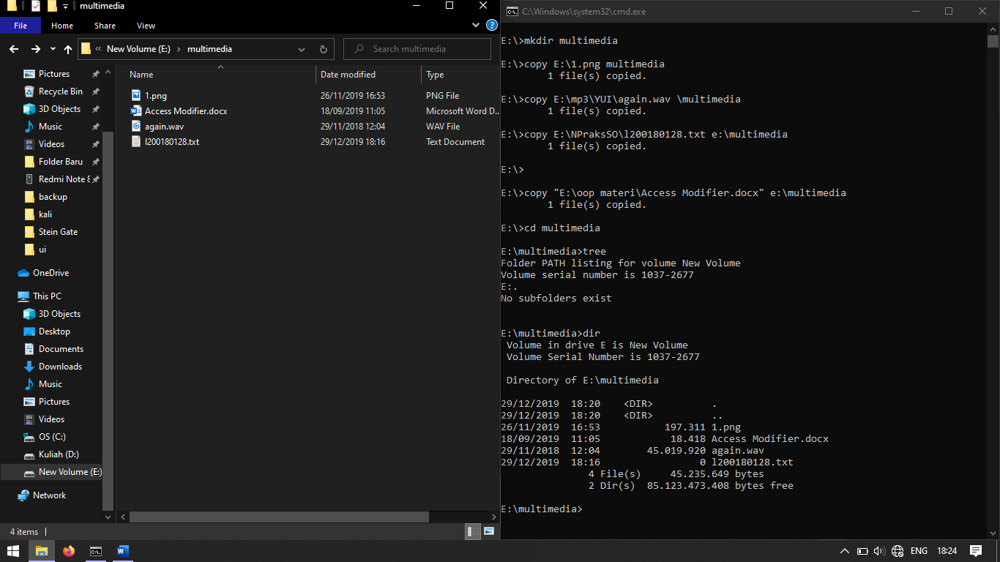 multimedia
File Home Share View
« New Volume (E:) › multimedia
Search multimedia
Pictures
Recycle Bin
3D Objects
Music
Videos
Folder Baru
Redmi Note 8
backup
kali
Stein Gate
ui
OneDrive
This PC
3D Objects
Desktop
Documents
Downloads
Music
Pictures
Videos
OS (C:)
Kuliah (D:)
New Volume (E:)
Network
Name Date modified Type
1.png 26/11/2019 16:53 PNG File
Access Modifier.docx 18/09/2019 11:05 Microsoft Word D...
again.wav 29/11/2018 12:04 WAV File
l200180128.txt 29/12/2019 18:16 Text Document
4 items
C:\Windows\system32\cmd.exe
E:\>mkdir multimedia
E:\>copy E:\1.png multimedia
1 file(s) copied.
E:\>copy E:\mp3\YUI\again.wav \multimedia
1 file(s) copied.
E:\>copy E:\NPraksSO\l200180128.txt e:\multimedia
1 file(s) copied.
E:\>
E:\>copy "E:\oop materi\Access Modifier.docx" e:\multimedia
1 file(s) copied.
E:\>cd multimedia
E:\multimedia>tree
Folder PATH listing for volume New Volume
Volume serial number is 1037-2677
E:.
No subfolders exist
E:\multimedia>dir
Volume in drive E is New Volume
Volume Serial Number is 1037-2677
Directory of E:\multimedia
29/12/2019 18:20 <DIR> .
29/12/2019 18:20 <DIR> ..
26/11/2019 16:53 197.311 1.png
18/09/2019 11:05 18.418 Access Modifier.docx
29/11/2018 12:04 45.019.920 again.wav
29/12/2019 18:16 0 l200180128.txt
4 File(s) 45.235.649 bytes
2 Dir(s) 85.123.473.408 bytes free
E:\multimedia>
ENG 18:24